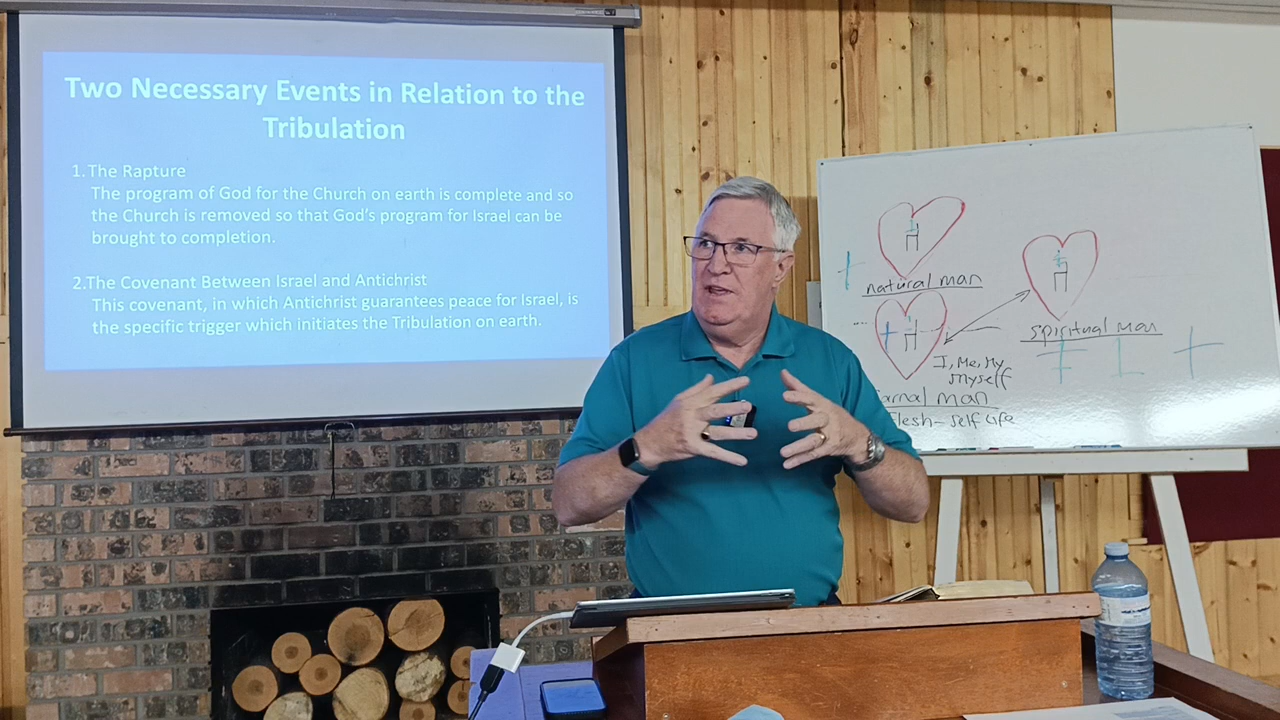 Two Necessary Events in Relation to the
Tribulation
1. The Rapture
The program of God for the Church on earth is complete and so
the Church is removed so that God's program for Israel can be
brought to completion.
2.The Covenant Between Israel and Antichrist
This covenant, in which Antichrist guarantees peace for Israel, is
the specific trigger which initiates the Tribulation on earth.
natural man
spiritual man
I, Me, My
Myself
arnal man
lesh - self life